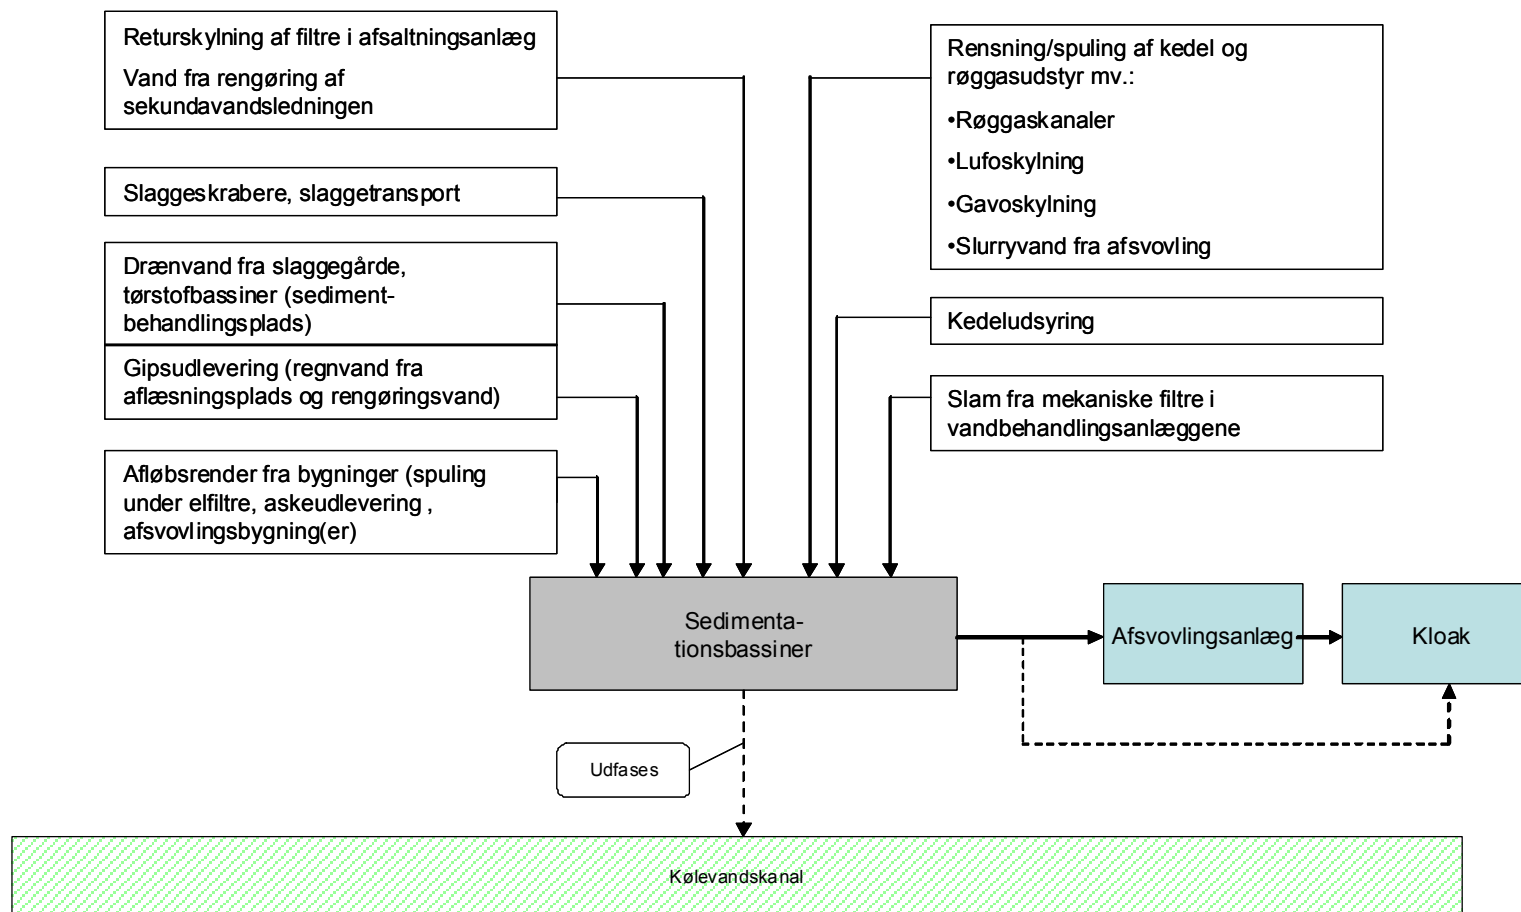 Returskylning af filtre i afsaltningsanlæg
Vand fra rengøring af
sekundavandsledningen
Slaggeskrabere, slaggetransport
Drænvand fra slaggegårde,
tørstofbassiner (sediment-
behandlingsplads)
Gipsudlevering (regnvand fra
aflæsningsplads og rengøringsvand)
Afløbsrender fra bygninger (spuling
under elfiltre, askeudlevering ,
afsvovlingsbygning(er)
Rensning/spuling af kedel og
røggasudstyr mv.:
•Røggaskanaler
•Lufoskylning
•Gavoskylning
•Slurryvand fra afsvovling
Kedeludsyring
Slam fra mekaniske filtre i
vandbehandlingsanlæggene
Sedimenta-
tionsbassiner
Afsvovlingsanlæg
Kloak
Udfases
Kølevandskanal